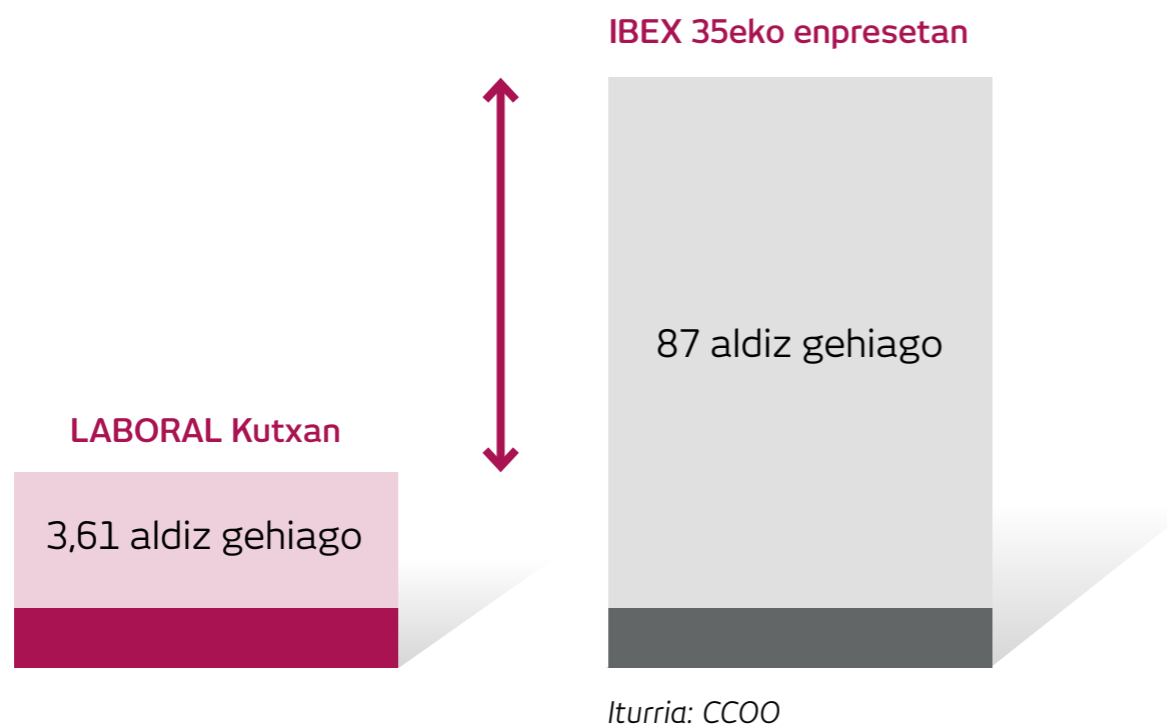 IBEX 35eko enpresetan
87 aldiz gehiago
LABORAL Kutxan
3,61 aldiz gehiago
Iturria: CCOO